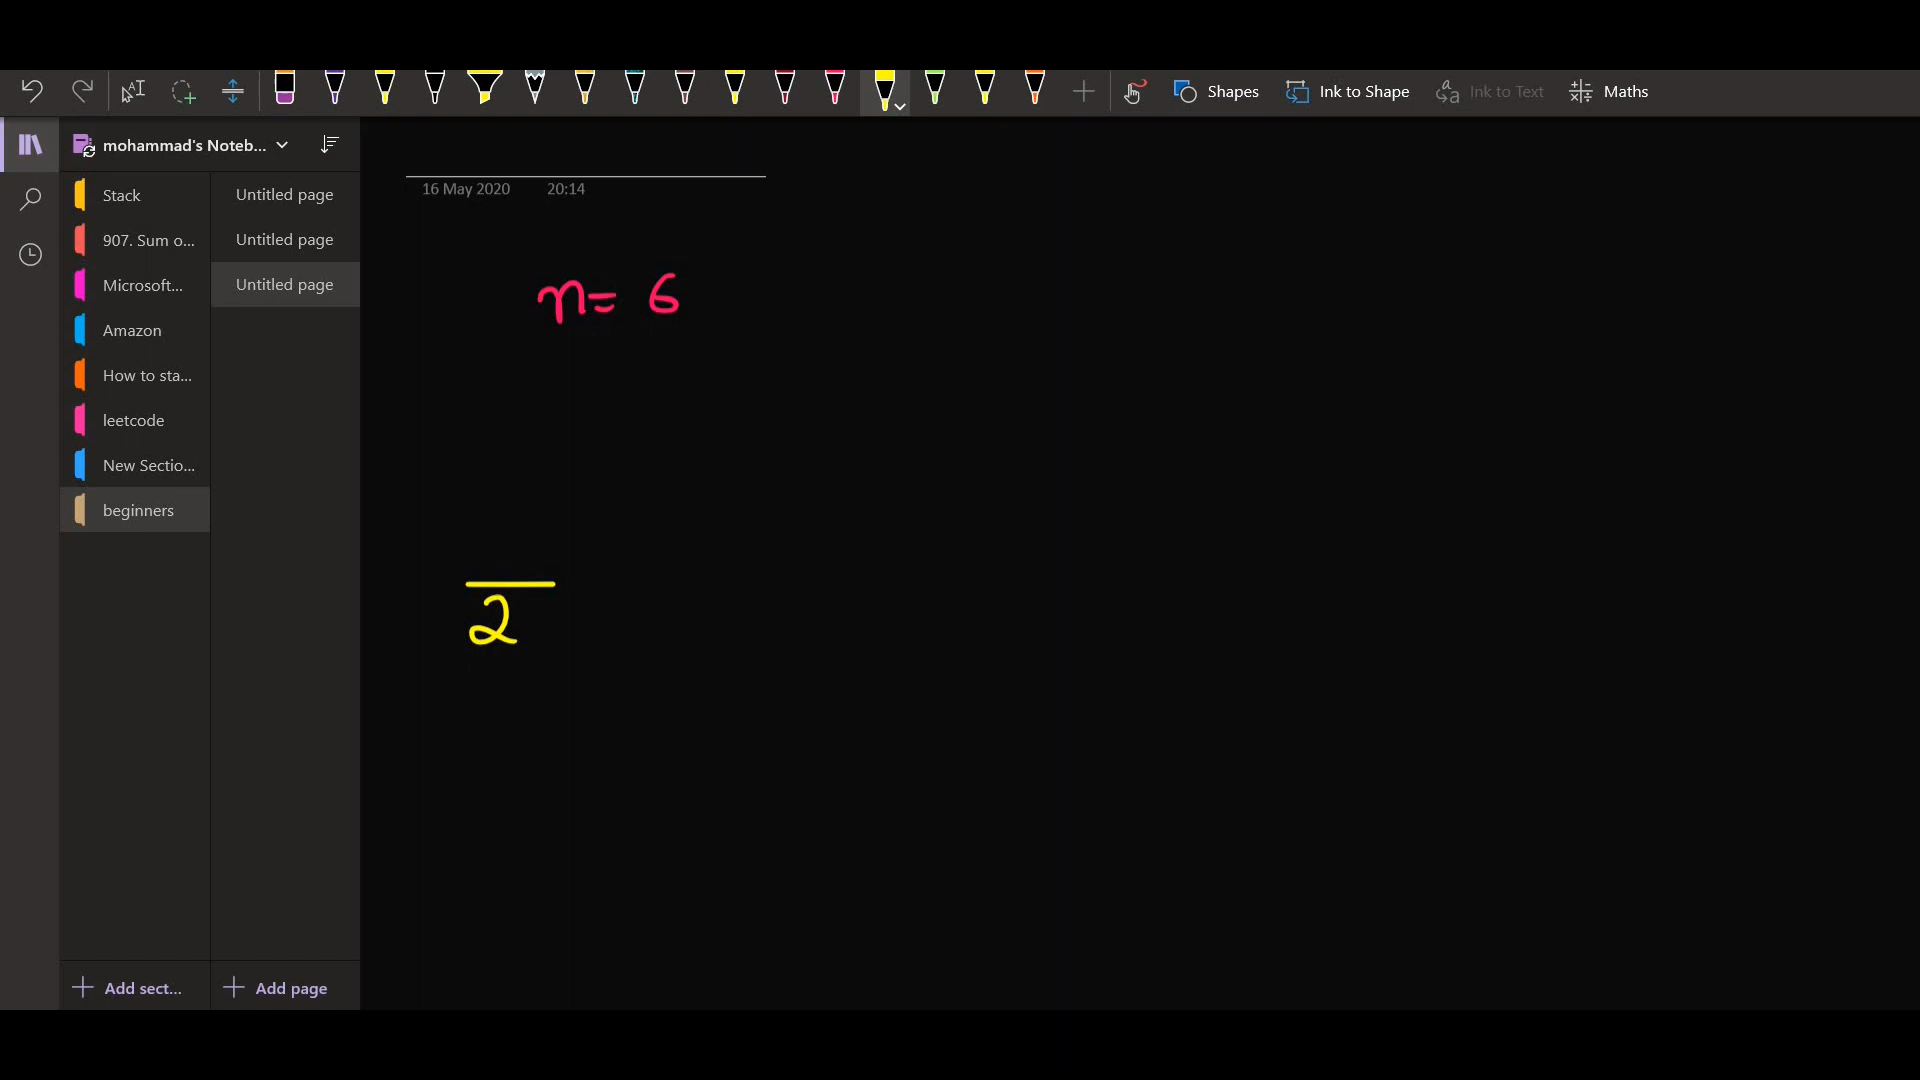 Shapes
Ink to Shape
Ink to Text
Maths
mohammad's Noteb...
Stack
Untitled page
907. Sum o...
Untitled page
Microsoft...
Untitled page
Amazon
How to sta...
leetcode
New Sectio...
beginners
Add sect...
Add page
16 May 2020 20:14
n= 6
2